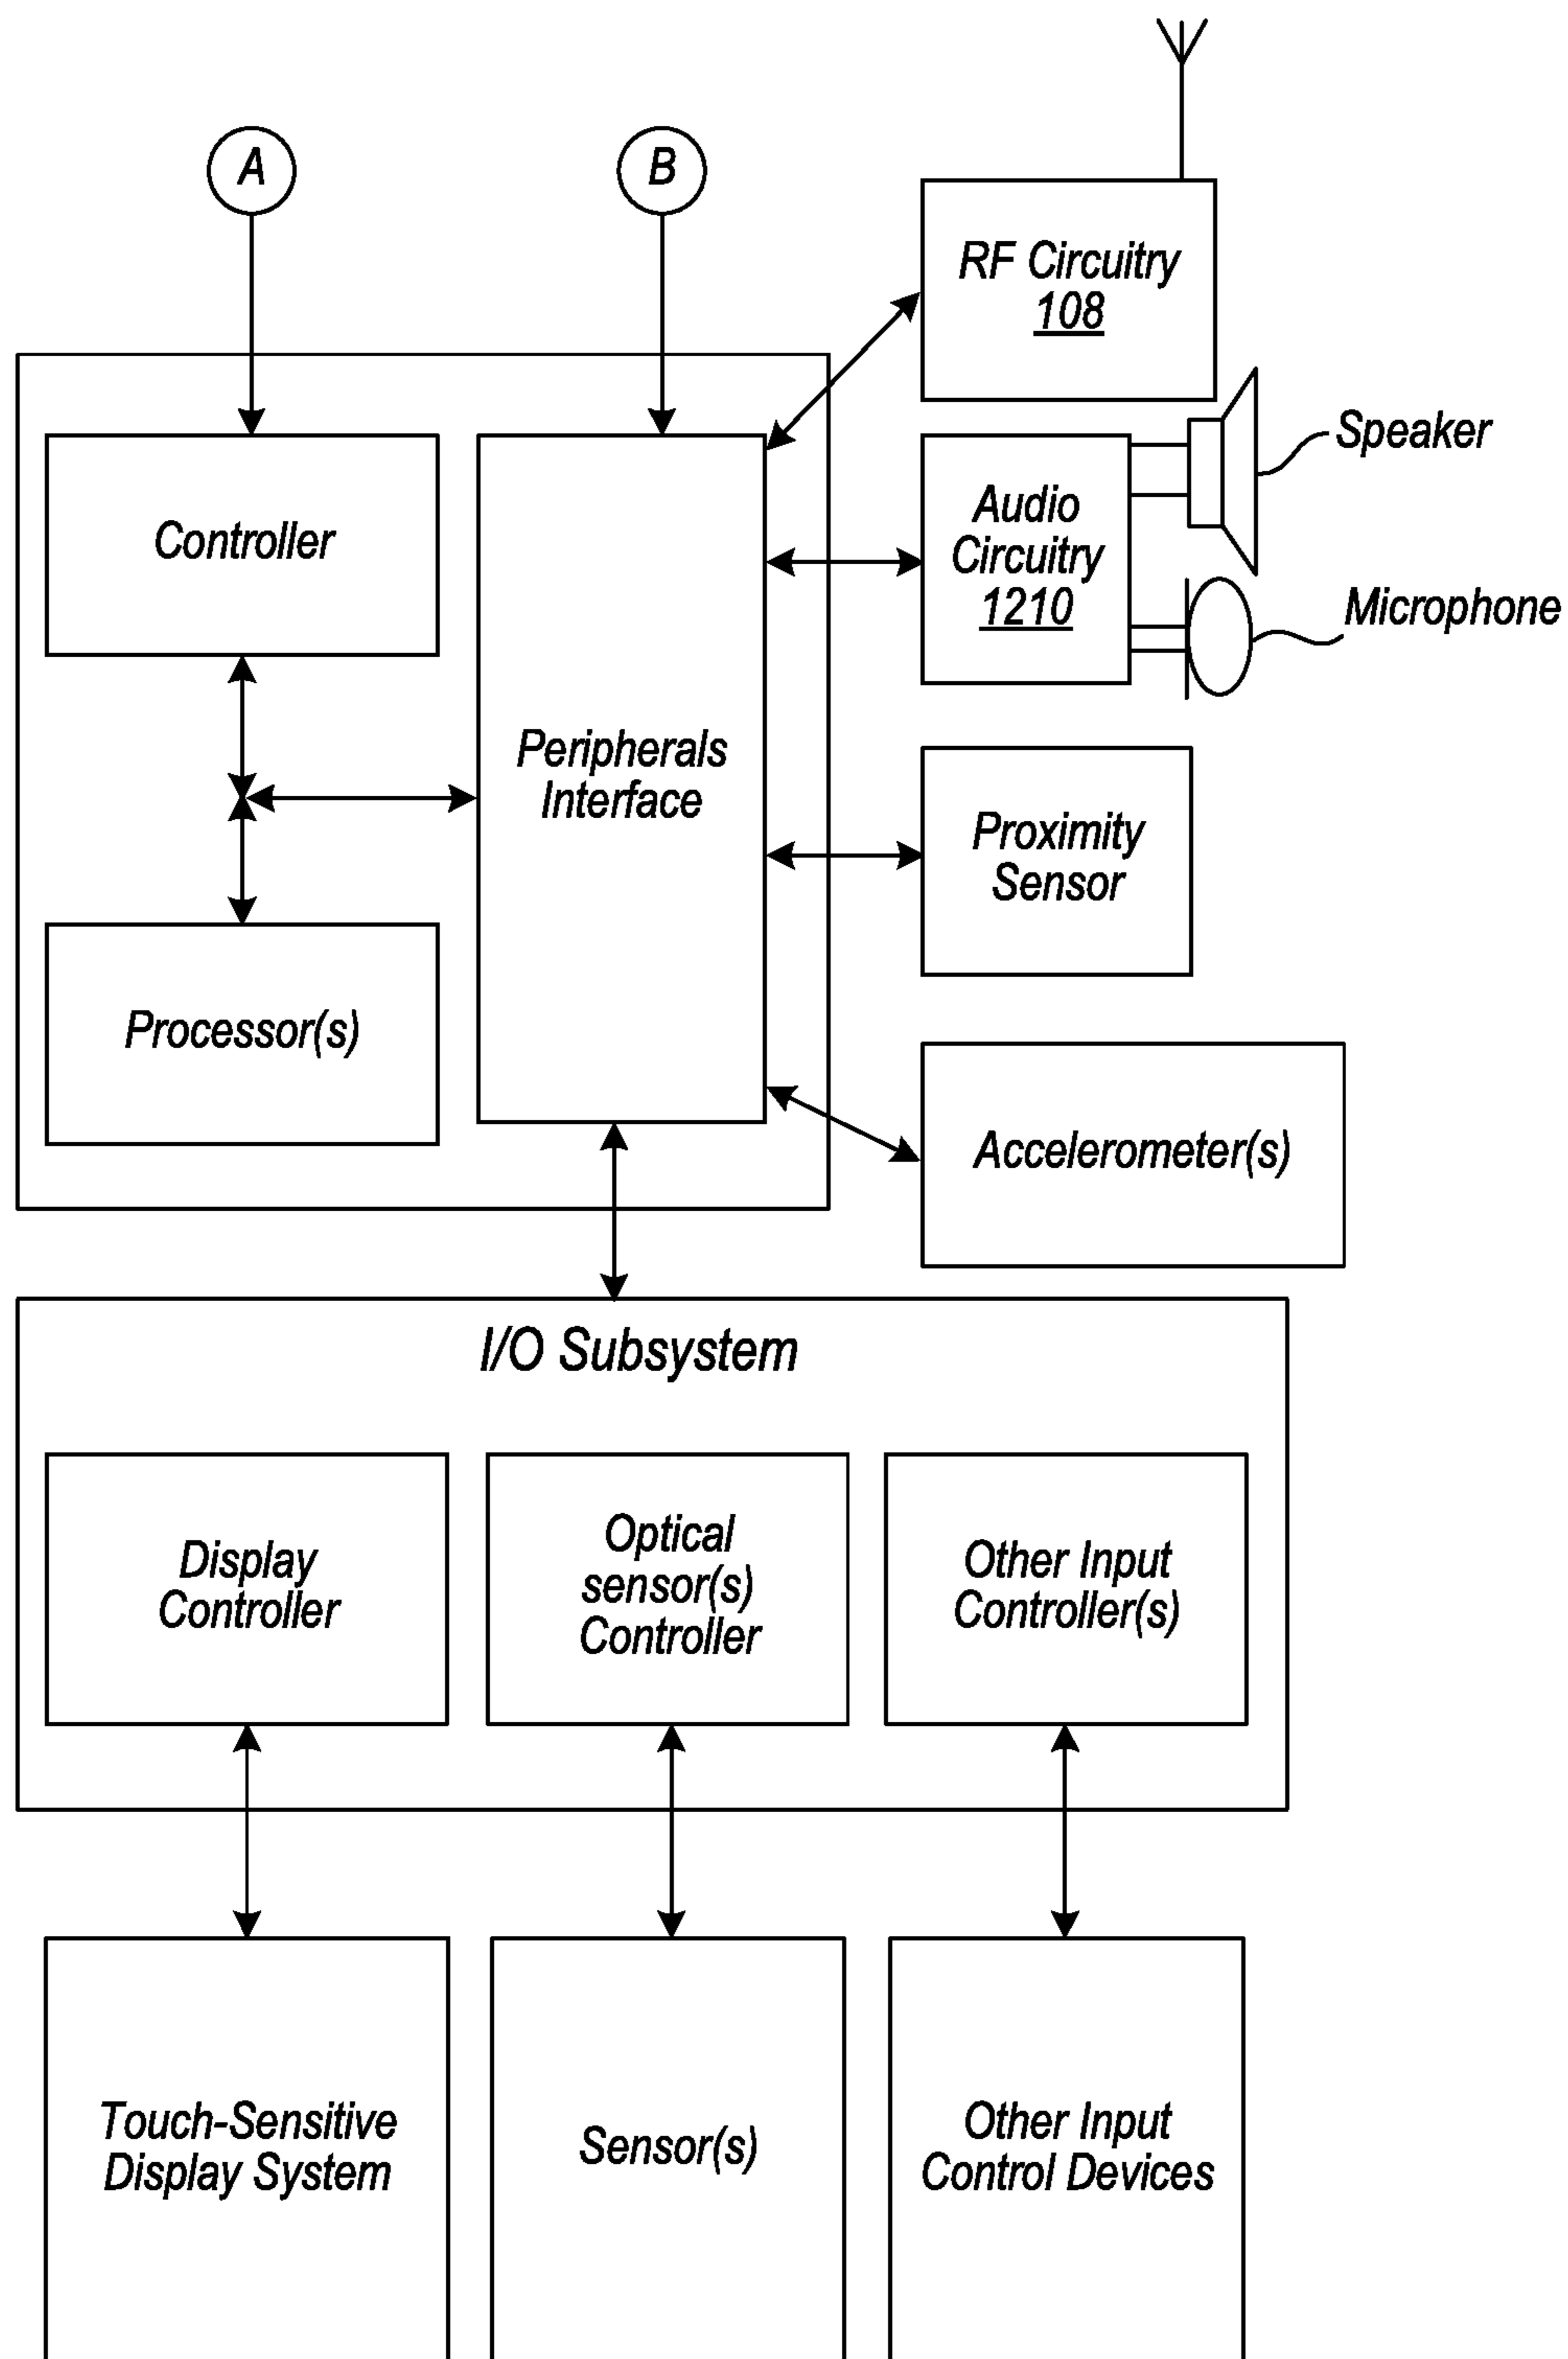 A
B
RF Circuitry
108
Speaker
Controller
Audio
Circuitry
1210
Microphone
Peripherals
Interface
Proximity
Sensor
Processor(s)
Accelerometer(s)
I/O Subsystem
Display
Controller
Optical
sensor(s)
Controller
Other Input
Controller(s)
Touch-Sensitive
Display System
Sensor(s)
Other Input
Control Devices